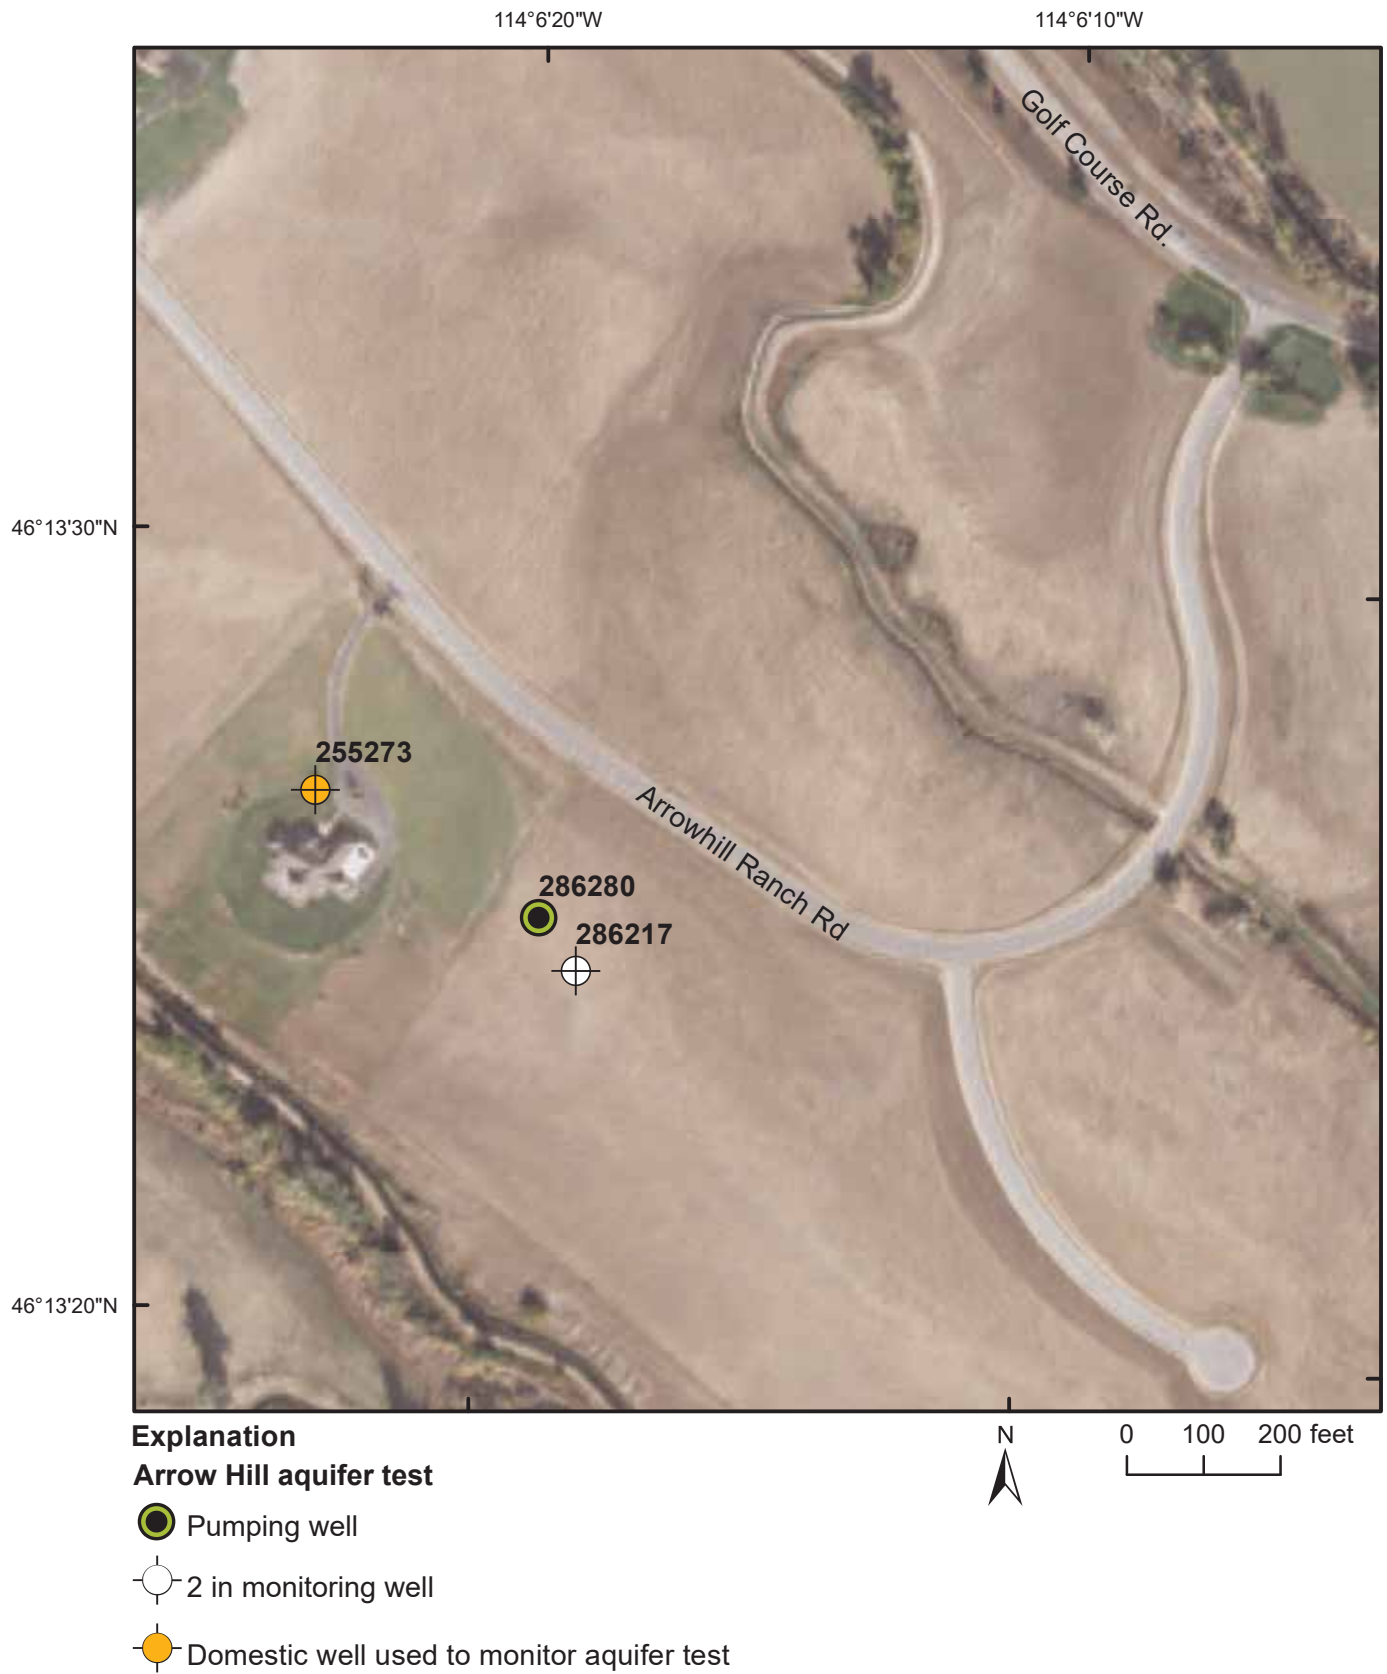 114°6'20"W
114°6'10"W
Golf Course Rd.
46°13'30"N
255273
Arrowhill Ranch Rd
286280
286217
46°13'20"N
Explanation
N
0 100 200 feet
Arrow Hill aquifer test
Pumping well
2 in monitoring well
Domestic well used to monitor aquifer test